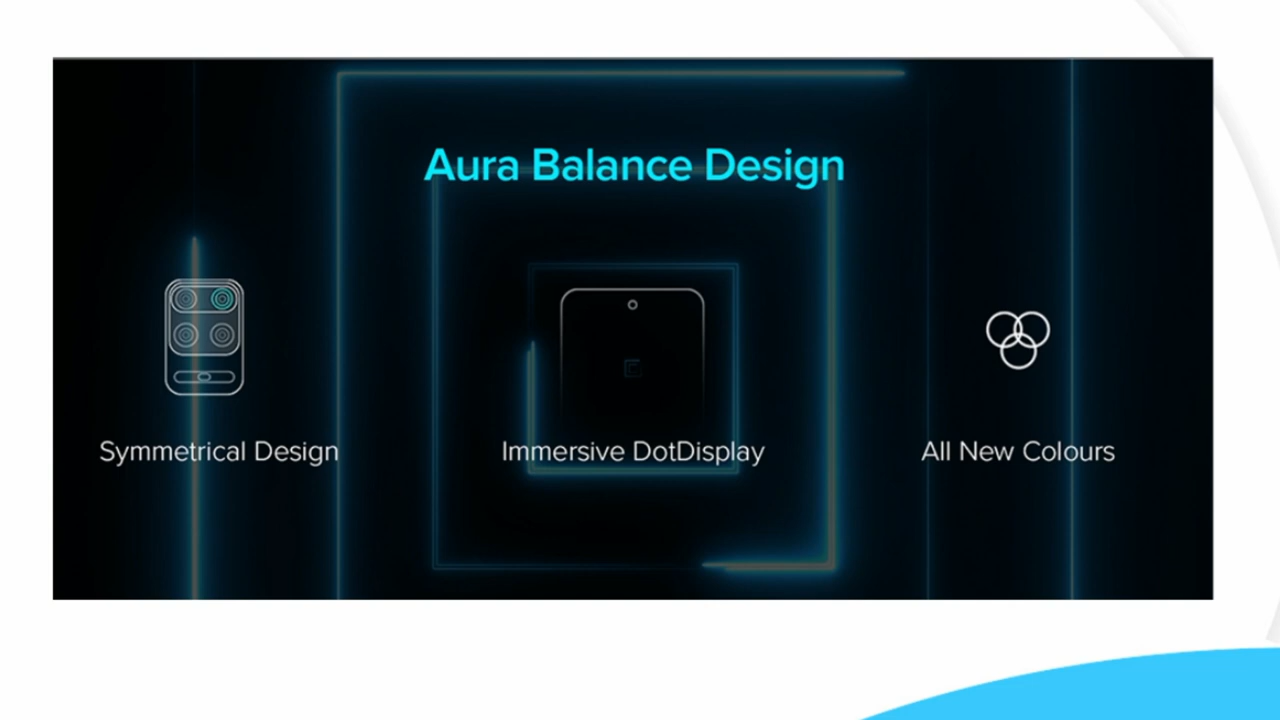 Aura Balance Design
Symmetrical Design
Immersive DotDisplay
All New Colours